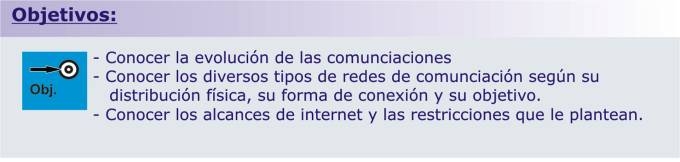 Objetivos:
Obj.
- Conocer la evolución de las comunciaciones
- Conocer los diversos tipos de redes de comunciación según su
distribución física, su forma de conexión y su objetivo.
- Conocer los alcances de internet y las restricciones que le plantean.